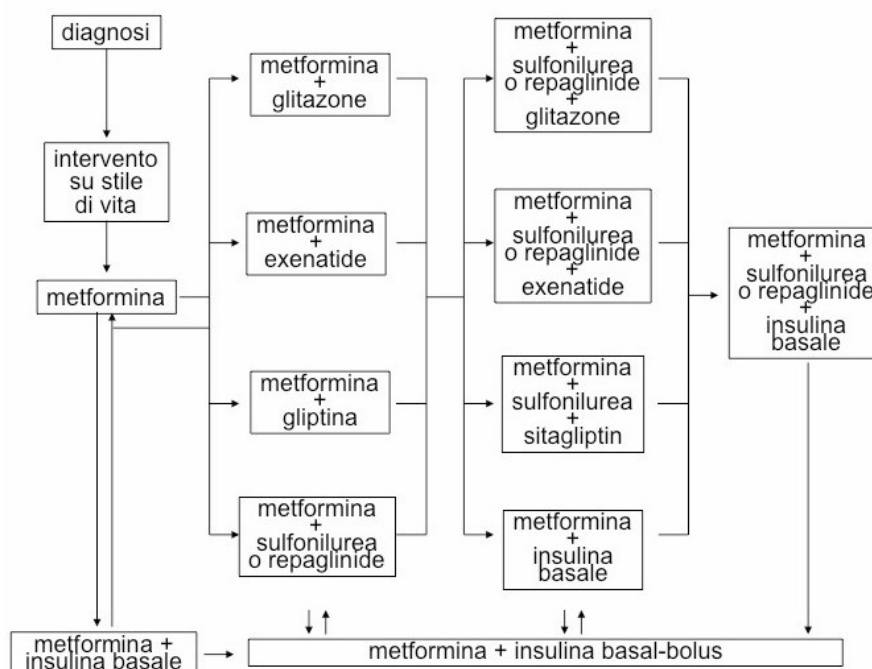 diagnosi
intervento
su stile
di vita
metformina
metformina +
insulina basale
metformina
+
glitazone
metformina
+
exenatide
metformina
+
gliptina
metformina
+
sulfonilurea
o repaglinide
metformina
+
sulfonilurea
o repaglinide
+
glitazone
metformina
+
sulfonilurea
o repaglinide
+
exenatide
metformina
+
sulfonilurea
+
sitagliptin
metformina
+
insulina
basale
metformina
+
sulfonilurea
o repaglinide
+
insulina
basale
metformina + insulina basal-bolus